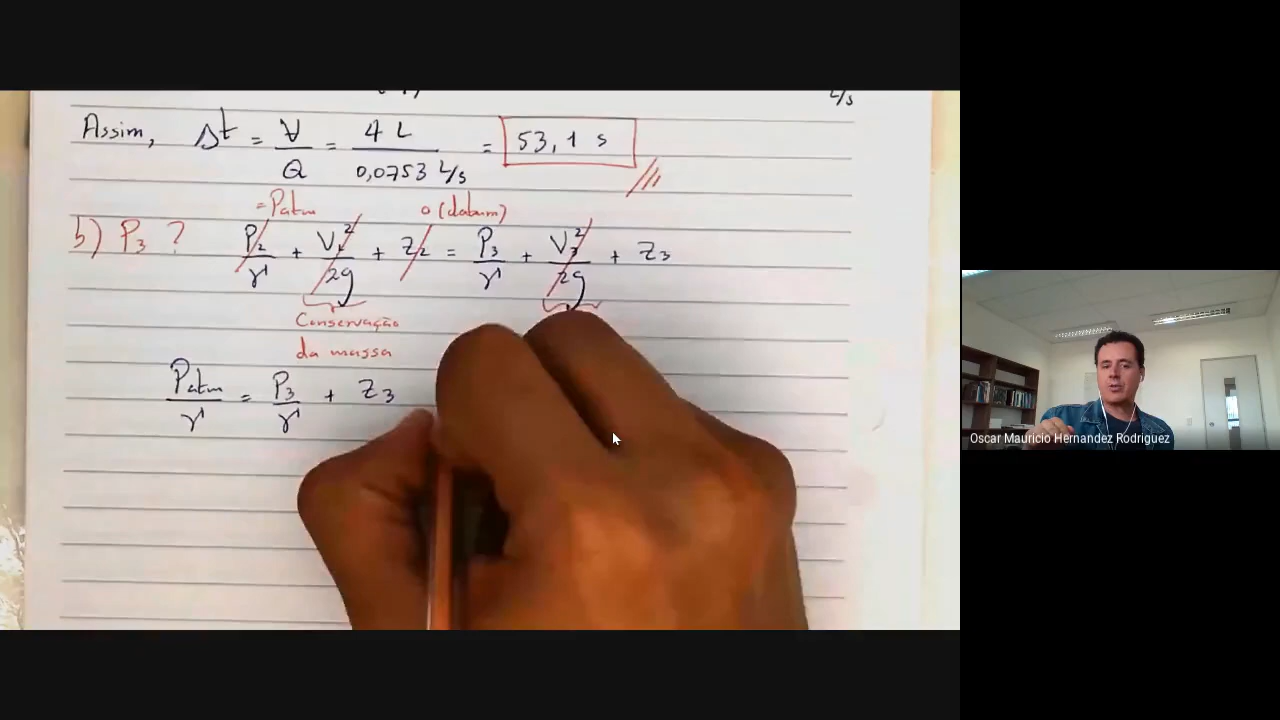 L/s
Assim, Δt = V/Q = 4 L / 0,0753 L/s = 53,1 s
= Patm
0 (datum)
b) P3 ? P2/γ + V2²/2g + Z2 = P3/γ + V3²/2g + Z3
Conservação
da massa
Patm/γ = P3/γ + Z3
Oscar Mauricio Hernandez Rodriguez